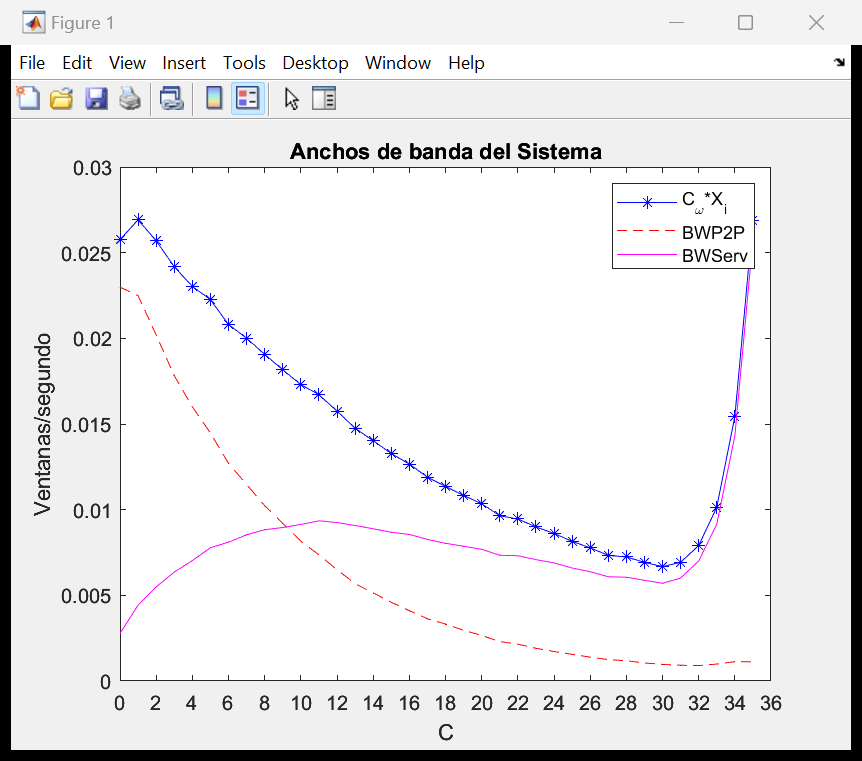 Figure 1
File Edit View Insert Tools Desktop Window Help
Anchos de banda del Sistema
C_ω*X_i
BWP2P
BWServ
Ventanas/segundo
0.03
0.025
0.02
0.015
0.01
0.005
0
0 2 4 6 8 10 12 14 16 18 20 22 24 26 28 30 32 34 36
C